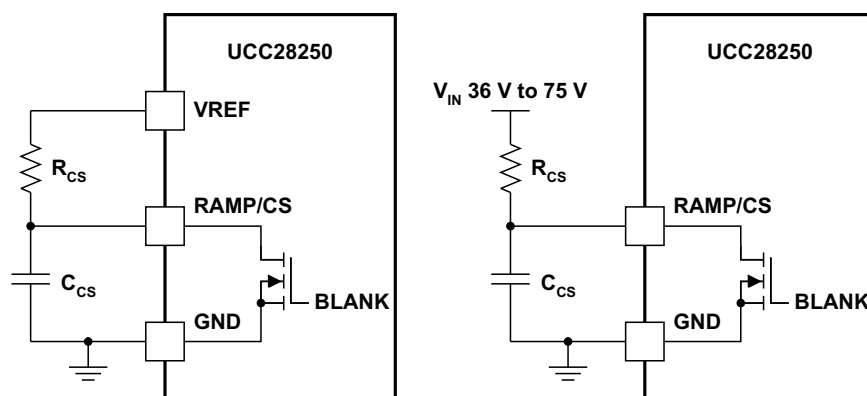 UCC28250
VREF
R_CS
RAMP/CS
C_CS
BLANK
GND
UCC28250
V_IN 36 V to 75 V
R_CS
RAMP/CS
C_CS
BLANK
GND